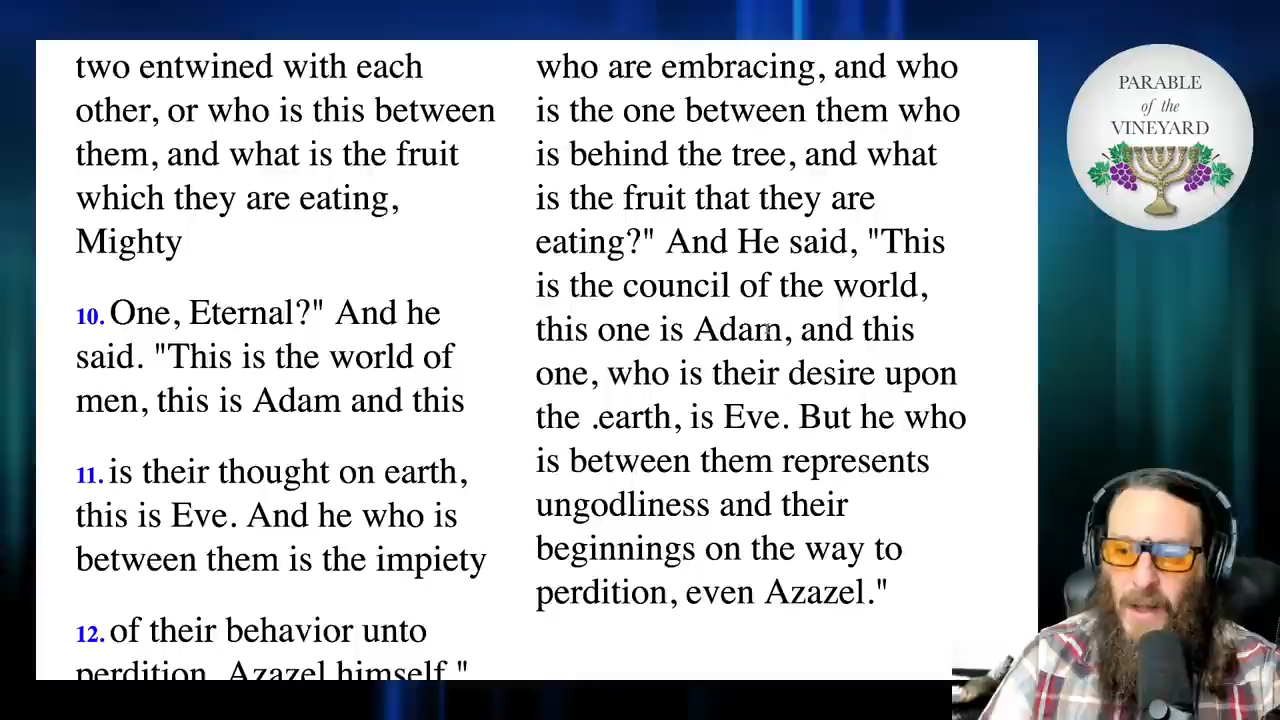 two entwined with each
other, or who is this between
them, and what is the fruit
which they are eating,
Mighty
10. One, Eternal?" And he
said. "This is the world of
men, this is Adam and this
11. is their thought on earth,
this is Eve. And he who is
between them is the impiety
12. of their behavior unto
perdition, Azazel himself."
who are embracing, and who
is the one between them who
is behind the tree, and what
is the fruit that they are
eating?" And He said, "This
is the council of the world,
this one is Adam, and this
one, who is their desire upon
the .earth, is Eve. But he who
is between them represents
ungodliness and their
beginnings on the way to
perdition, even Azazel."
PARABLE
of the
VINEYARD